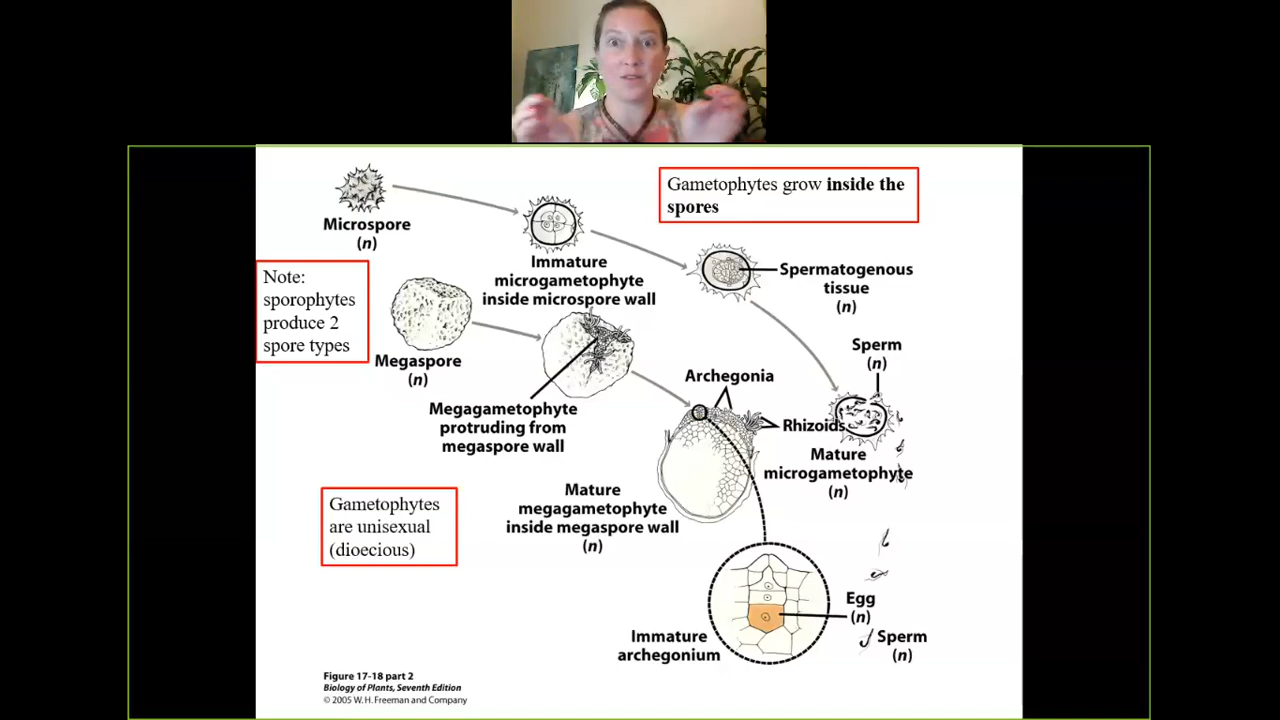 Gametophytes grow inside the
spores
Microspore
(n)
Immature
microgametophyte
inside microspore wall
Spermatogenous
tissue
(n)
Note:
sporophytes
produce 2
spore types
Megaspore
(n)
Sperm
(n)
Archegonia
Rhizoids
Megagametophyte
protruding from
megaspore wall
Mature
microgametophyte
(n)
Mature
megagametophyte
inside megaspore wall
(n)
Gametophytes
are unisexual
(dioecious)
Egg
(n)
Sperm
(n)
Immature
archegonium
Figure 17-18 part 2
Biology of Plants, Seventh Edition
© 2005 W. H. Freeman and Company